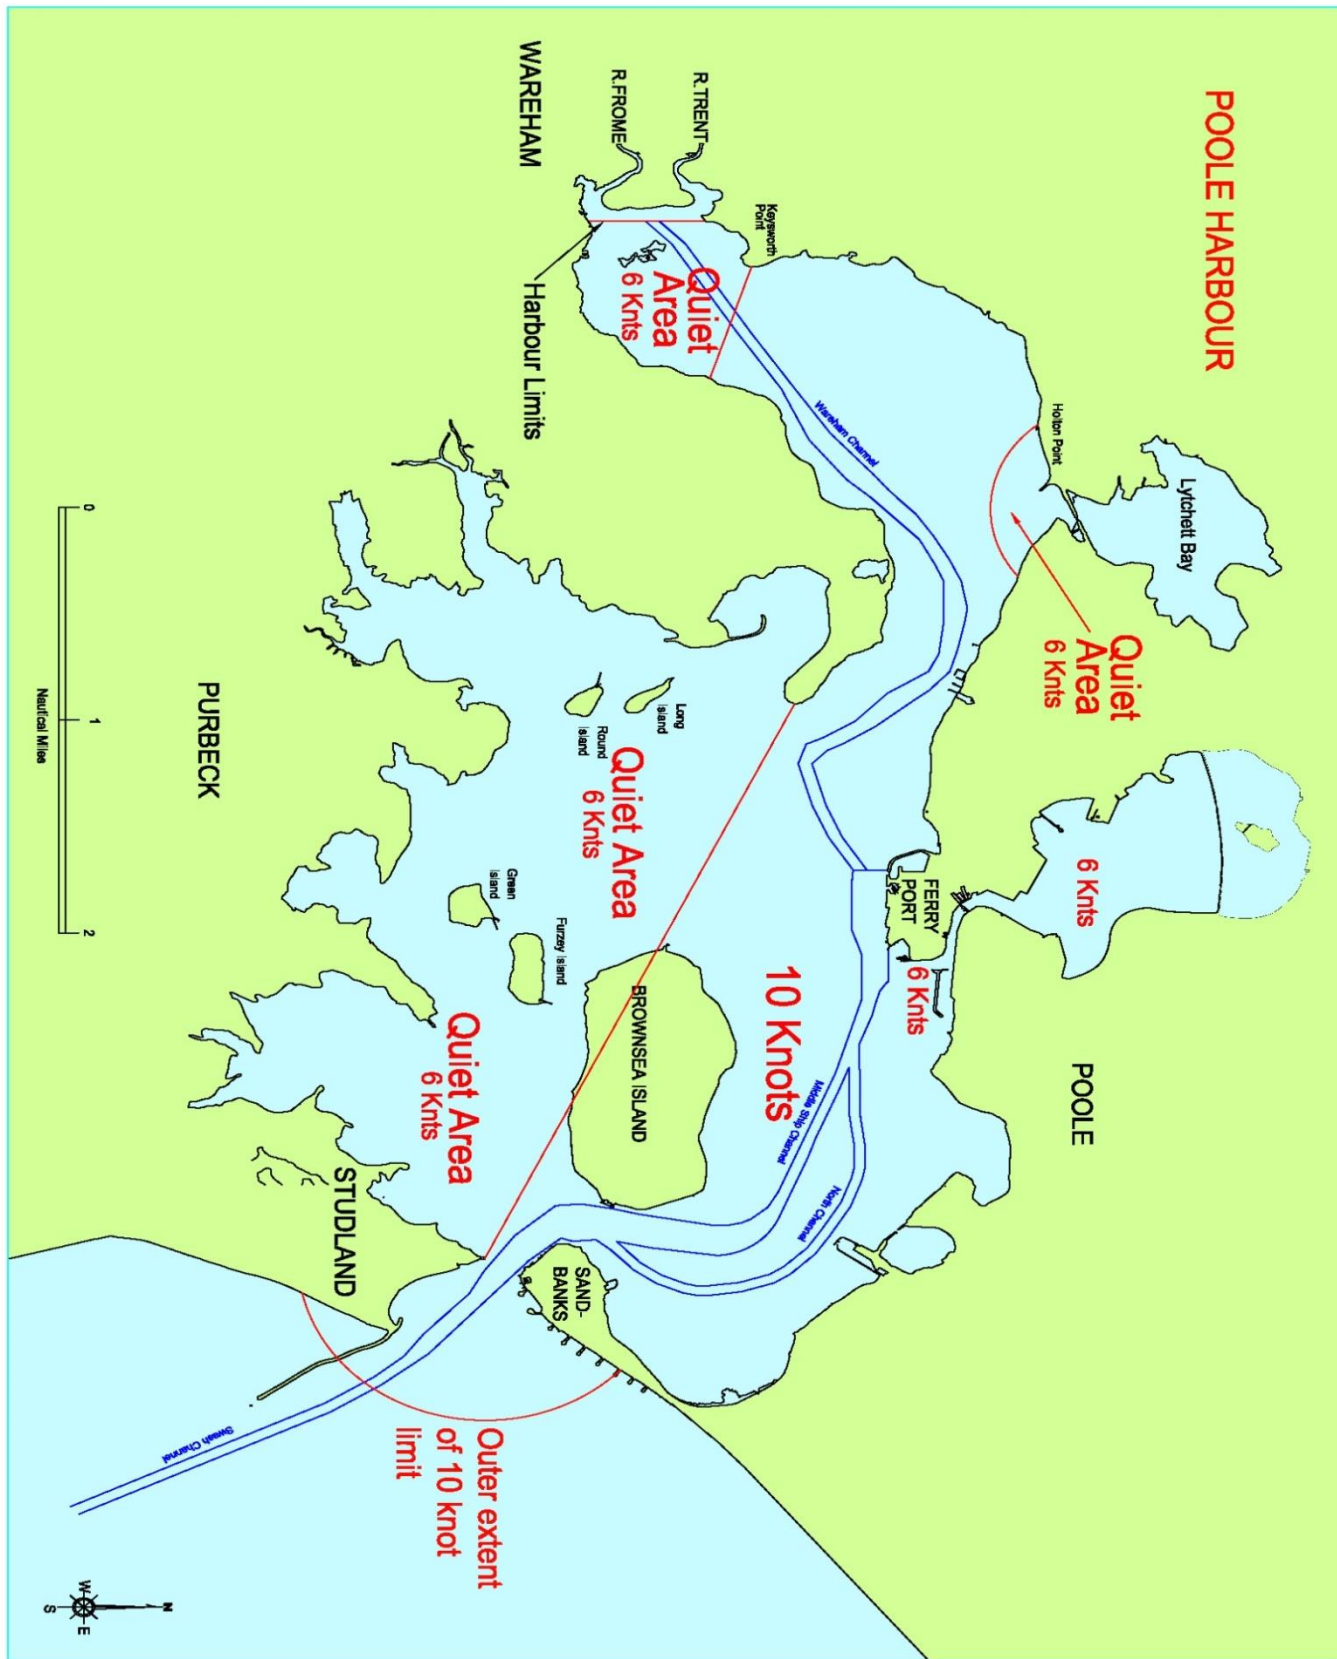 POOLE HARBOUR
Lytchett Bay
Holton Point
Quiet
Area
6 Knts
6 Knts
R.TRENT
R.FROME
WAREHAM
Keysworth
Point
Quiet
Area
6 Knts
Harbour Limits
Wareham Channel
FERRY
PORT
6 Knts
POOLE
10 Knots
Middle Ship Channel
North Channel
Long
Island
Round
Island
Quiet Area
6 Knts
Green
Island
Furzey Island
BROWNSEA ISLAND
Quiet Area
6 Knts
SAND-
BANKS
PURBECK
STUDLAND
Outer extent
of 10 knot
limit
Swash Channel
0
1
2
Nautical Miles
N
W
E
S